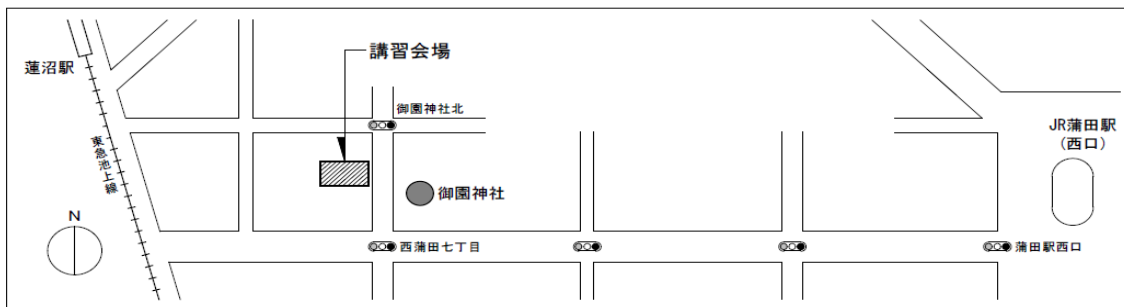 講習会場
蓮沼駅
御園神社北
JR蒲田駅
(西口)
東急池上線
御園神社
N
西蒲田七丁目
蒲田駅西口